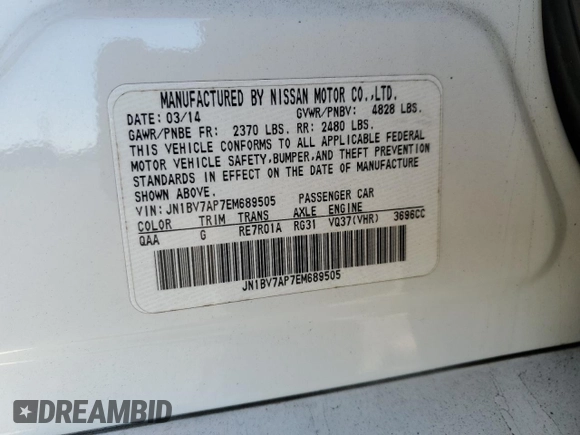 MANUFACTURED BY NISSAN MOTOR CO.,LTD.
DATE: 03/14 GVWR/PNBV: 4828 LBS.
GAWR/PNBE FR: 2370 LBS. RR: 2480 LBS.
THIS VEHICLE CONFORMS TO ALL APPLICABLE FEDERAL
MOTOR VEHICLE SAFETY,BUMPER,AND THEFT PREVENTION
STANDARDS IN EFFECT ON THE DATE OF MANUFACTURE
SHOWN ABOVE.
VIN: JN1BV7AP7EM689505 PASSENGER CAR
COLOR TRIM TRANS AXLE ENGINE
QAA G RE7R01A RG31 VQ37(VHR) 3696CC
JN1BV7AP7EM689505
DREAMBID